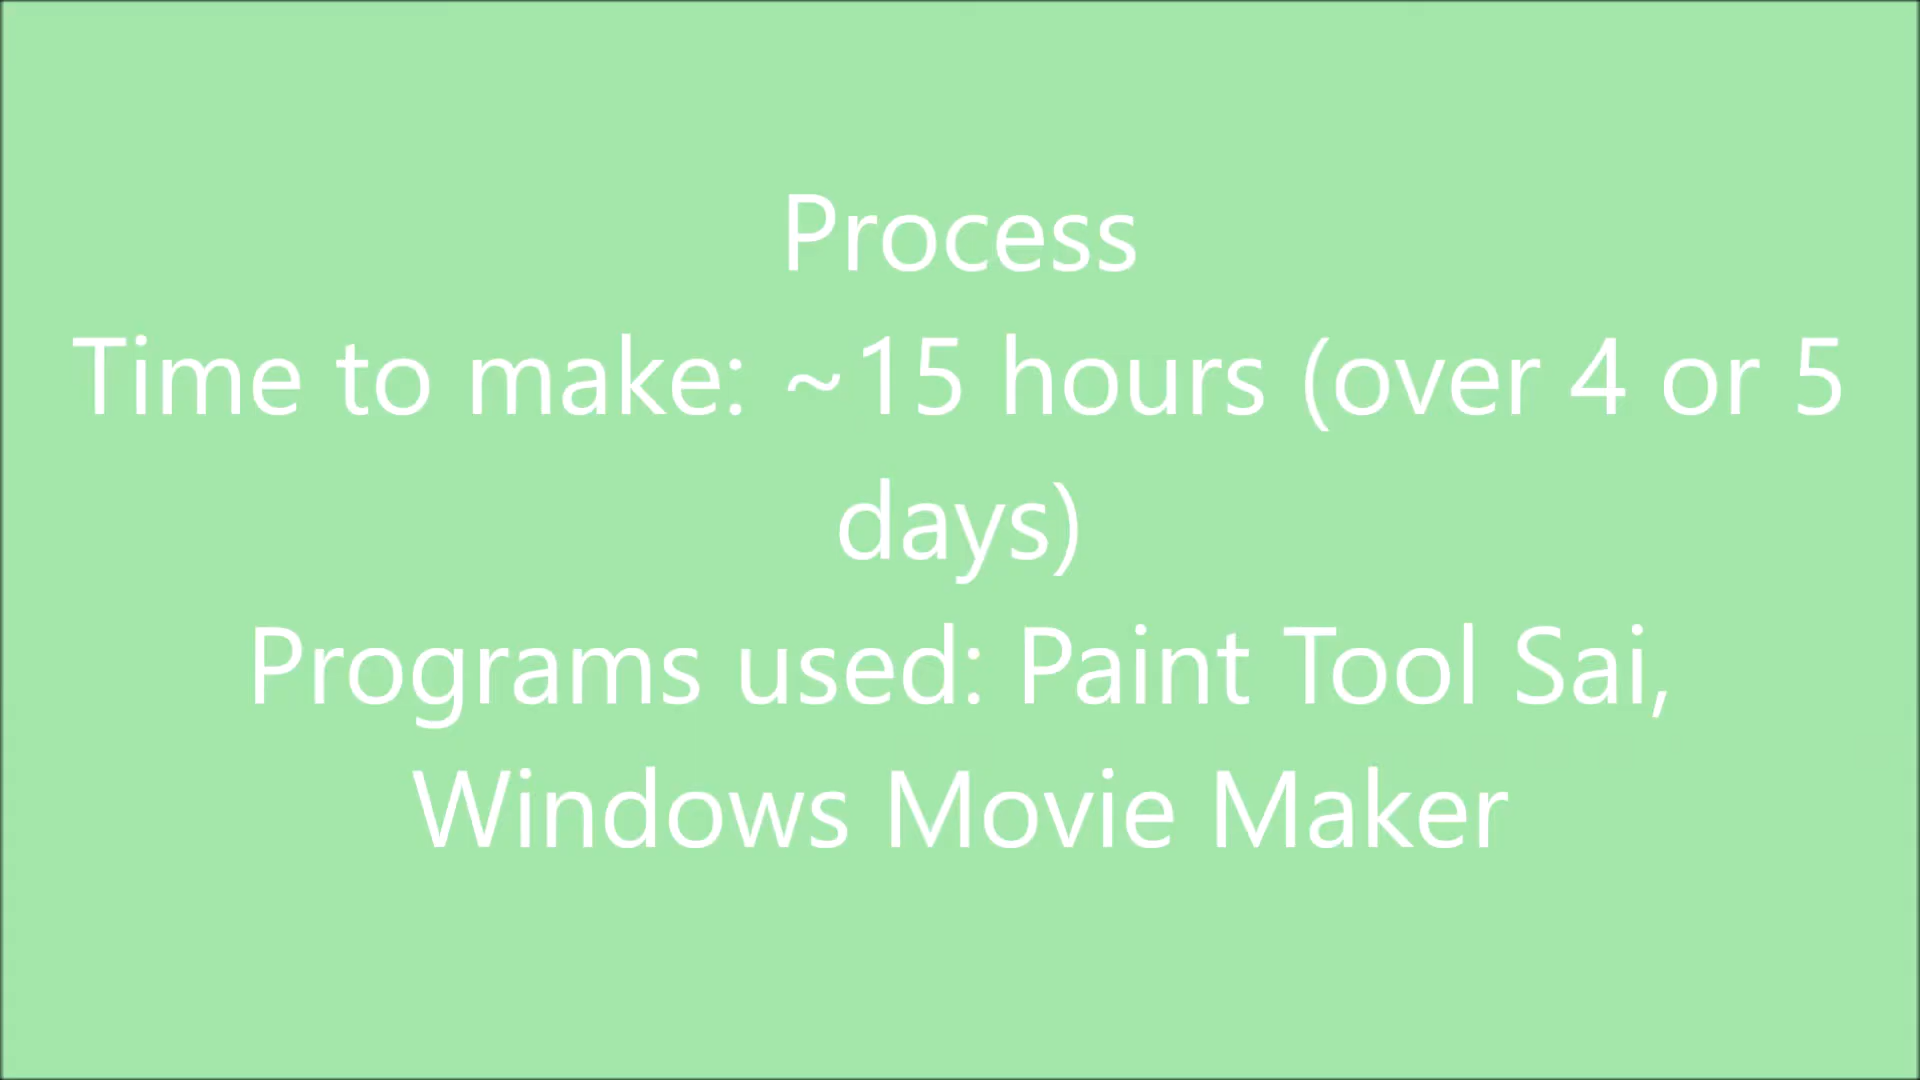 Process
Time to make: ~15 hours (over 4 or 5
days)
Programs used: Paint Tool Sai,
Windows Movie Maker